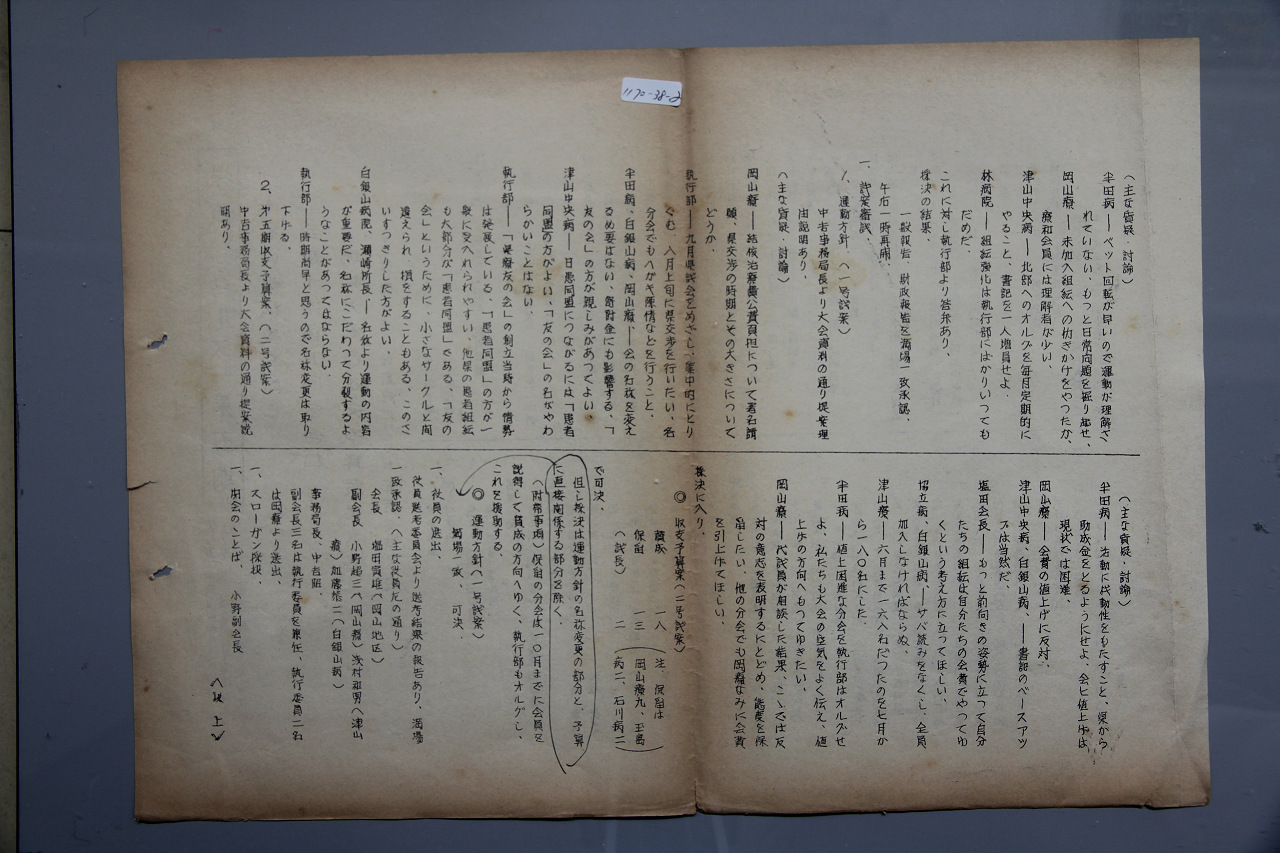 1170-38-2
(主な質疑・討論)
半田病――ベット回転が早いので運動が理解さ
れていない、もっと日常問題を掘り起せ、
岡山療――未加入組紜への仂きかけをやつたか、
療和会員には理解者が少い、
津山中央病――北部へのオルグを毎月定期的に
やること、書記を一人増員せよ、
林病院――組紜強化は執行部にばかりいつても
だめだ、
これに対し執行部より答弁あり、
採決の結果、
一般報告、財政報告を満場一致承認、
午后一時再開、
一、議案審議、
1、運動方針、(一号議案)
中吉事務局長より大会資料の通り提案理
由説明あり、
(主な質疑・討論)
岡山療――結核治療費公費負担について署名請
願、県交渉の時期とその大きさについて
どうか、
執行部――九月県議会をめざし、集中的にとり
くむ、八月上旬に県交渉を行いたい、各
分会でもハガキ陳情などを行うこと、
半田病、白銀山病、岡山療――会の名称を変え
るめ要はない、寄附金にも影響する、「
友の会」の方が親しみがあってよい、
津山中央病――日患同盟につながるには「患者
同盟の方がよい、「友の会」の名がやわ
らかいことはない、
執行部――「県療友の会」の創立当時から情勢
は発展している、「患者同盟」の方が一
般に受入れられやすい、他県の患者組紜
も大部分が「患者同盟」である、「友の
会」というために、小さなサークルと間
違えられ、損をすることもある、このさ
いすっきりした方がよい、
白銀山病院、瀬崎所長――名称より運動の内容
が重要だ、名称にこだわって分裂するよ
うなことがあってはならない、
執行部――時期尚早と思うので名称変更は取り
下げる、
2、才五期収支予算案、(二号議案)
中吉事務局長より大会資料の通り提案説
明あり、
(主な質疑・討論)
半田病――活動に機動性をもたすこと、県から
助成金をとるようにせよ、会ヒ値上げは、
現状では困難、
岡山療――会費の値上げに反対、
津山中央病、白銀山病、――書記のベースアッ
プは当然だ、
塩田会長――もっと前向きの姿勢に立って自分
たちの組紜は自分たちの会費でやってゆ
くという考え方に立ってほしい、
協立病、白銀山病、――サバ読みをなくし、全員
加入しなければならぬ、
津山療――六月まで一六八名だったのを七月か
ら一八〇名にした、
半田病――値上困難な分会を執行部はオルグせ
よ、私たちも大会の空気をよく伝え、値
上げの方向へもってゆきたい、
岡山療――代議員が相談した結果、こゝでは反
対の意志を表明するにとどめ、態度を保
留したい、他の分会でも岡療なみに会費
を引上げてほしい、
採決に入り、
◎ 収支予算案(二号議案)
賛成 一八 注、保留は
保留 一三 (岡山療九、玉島
(議長) 二 病二、石川病二)
で可決、
但し採決は運動方針の名称変更の部分と、予算
に直接関係する部分を除く、
(附帯事項)保留の分会は一〇月までに会員を
説得して賛成の方向へゆく、執行部もオルグし、
これを援助する、
◎ 運動方針(一号議案)
満場一致、可決、
一、役員の選出、
役員選考委員会より選考結果の報告あり、満場
一致承認、(主な役員左の通り)
会長 塩田寅雄(岡山地区)
副会長 小野裕三(岡山療)浅村和男(津山
療)加藤恭二(白銀山病)
事務局長、中吉班
副会長三名は執行委員を兼任、執行委員二名
は岡療より選出、
一、スローガン採択、
一、閉会のことば、 小野副会長
(以上)